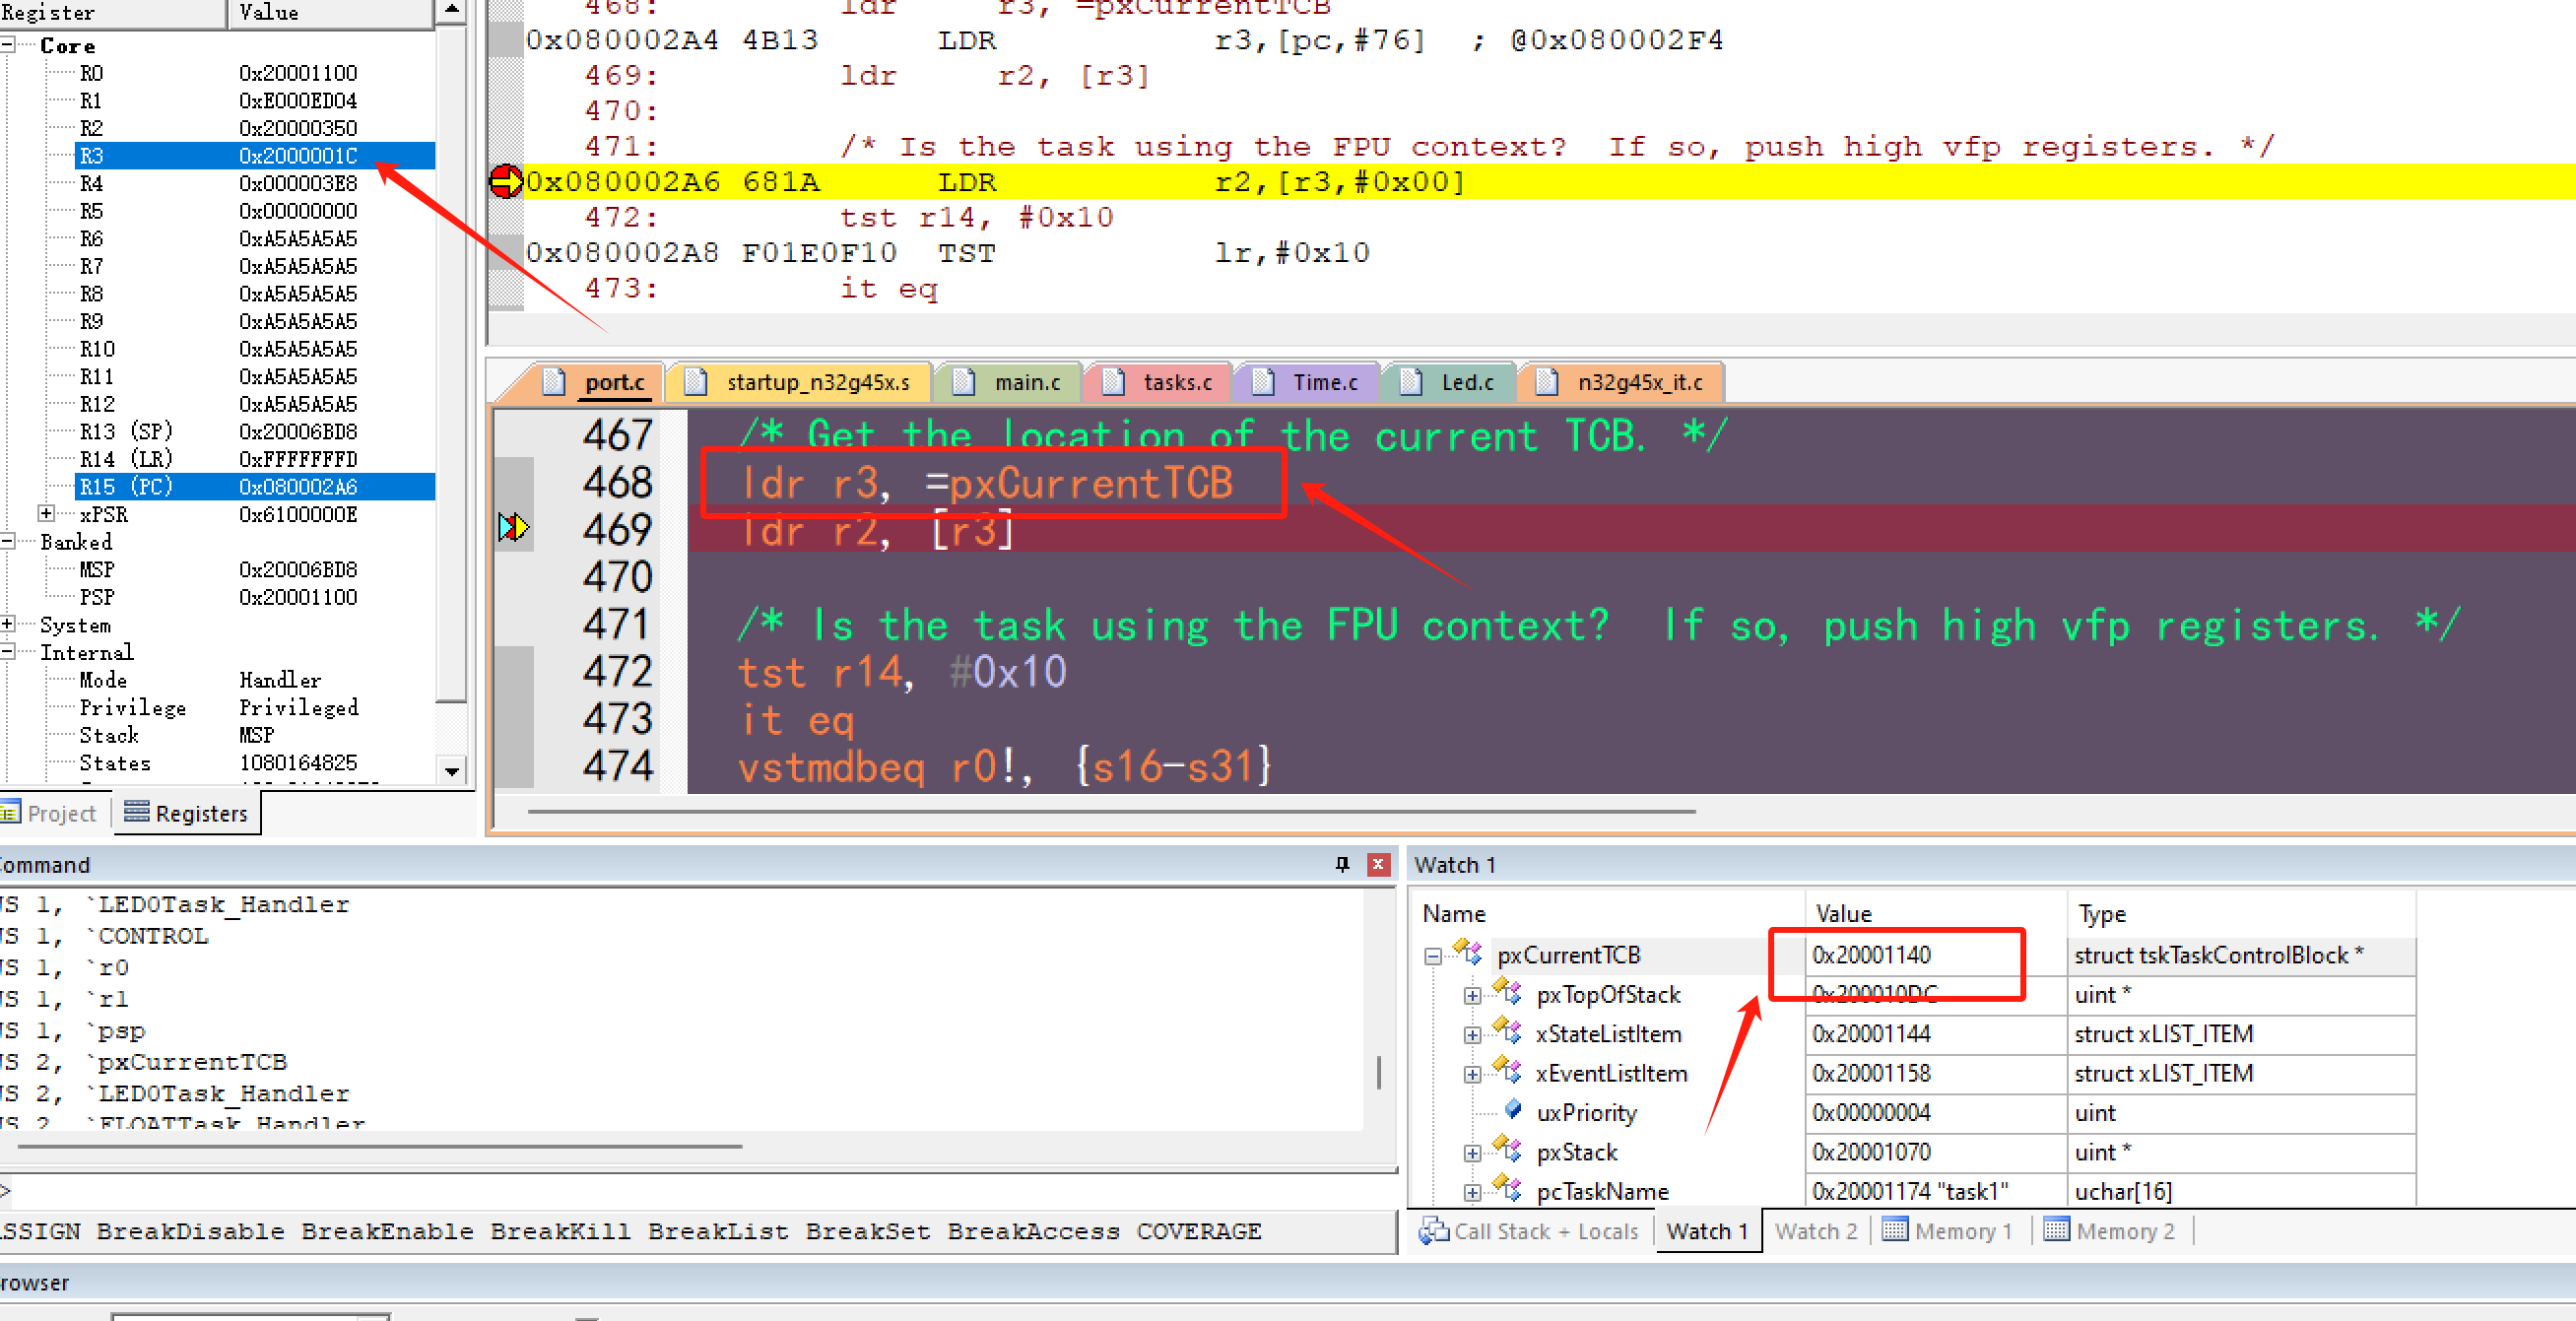 Register Value
Core
R0 0x20001100
R1 0xE000ED04
R2 0x20000350
R3 0x2000001C
R4 0x000003E8
R5 0x00000000
R6 0xA5A5A5A5
R7 0xA5A5A5A5
R8 0xA5A5A5A5
R9 0xA5A5A5A5
R10 0xA5A5A5A5
R11 0xA5A5A5A5
R12 0xA5A5A5A5
R13 (SP) 0x20006BD8
R14 (LR) 0xFFFFFFFD
R15 (PC) 0x080002A6
xPSR 0x6100000E
Banked
MSP 0x20006BD8
PSP 0x20001100
System
Internal
Mode Handler
Privilege Privileged
Stack MSP
States 1080164825
Project Registers
468: ldr r3, =pxCurrentTCB
0x080002A4 4B13 LDR r3,[pc,#76] ; @0x080002F4
469: ldr r2, [r3]
470:
471: /* Is the task using the FPU context? If so, push high vfp registers. */
0x080002A6 681A LDR r2,[r3,#0x00]
472: tst r14, #0x10
0x080002A8 F01E0F10 TST lr,#0x10
473: it eq
port.c startup_n32g45x.s main.c tasks.c Time.c Led.c n32g45x_it.c
467 /* Get the location of the current TCB. */
468 ldr r3, =pxCurrentTCB
469 ldr r2, [r3]
470
471 /* Is the task using the FPU context? If so, push high vfp registers. */
472 tst r14, #0x10
473 it eq
474 vstmdbeq r0!, {s16-s31}
ommand
S 1, `LED0Task_Handler
S 1, `CONTROL
S 1, `r0
S 1, `r1
S 1, `psp
S 2, `pxCurrentTCB
S 2, `LED0Task_Handler
S 2, `FLOATTask_Handler
>
SSIGN BreakDisable BreakEnable BreakKill BreakList BreakSet BreakAccess COVERAGE
Watch 1
Name Value Type
pxCurrentTCB 0x20001140 struct tskTaskControlBlock *
pxTopOfStack 0x200010DC uint *
xStateListItem 0x20001144 struct xLIST_ITEM
xEventListItem 0x20001158 struct xLIST_ITEM
uxPriority 0x00000004 uint
pxStack 0x20001070 uint *
pcTaskName 0x20001174 "task1" uchar[16]
Call Stack + Locals Watch 1 Watch 2 Memory 1 Memory 2
rowser